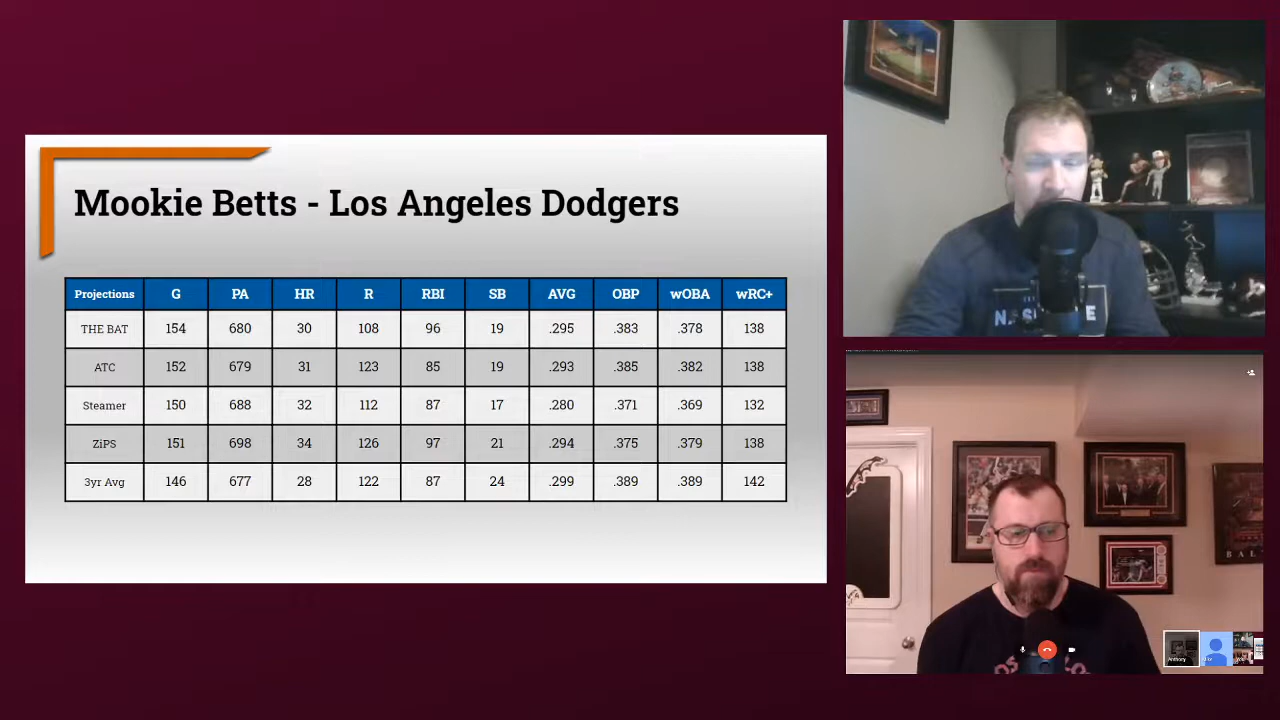 Mookie Betts - Los Angeles Dodgers
Projections G PA HR R RBI SB AVG OBP wOBA wRC+
THE BAT 154 680 30 108 96 19 .295 .383 .378 138
ATC 152 679 31 123 85 19 .293 .385 .382 138
Steamer 150 688 32 112 87 17 .280 .371 .369 132
ZiPS 151 698 34 126 97 21 .294 .375 .379 138
3yr Avg 146 677 28 122 87 24 .299 .389 .389 142
Anthony